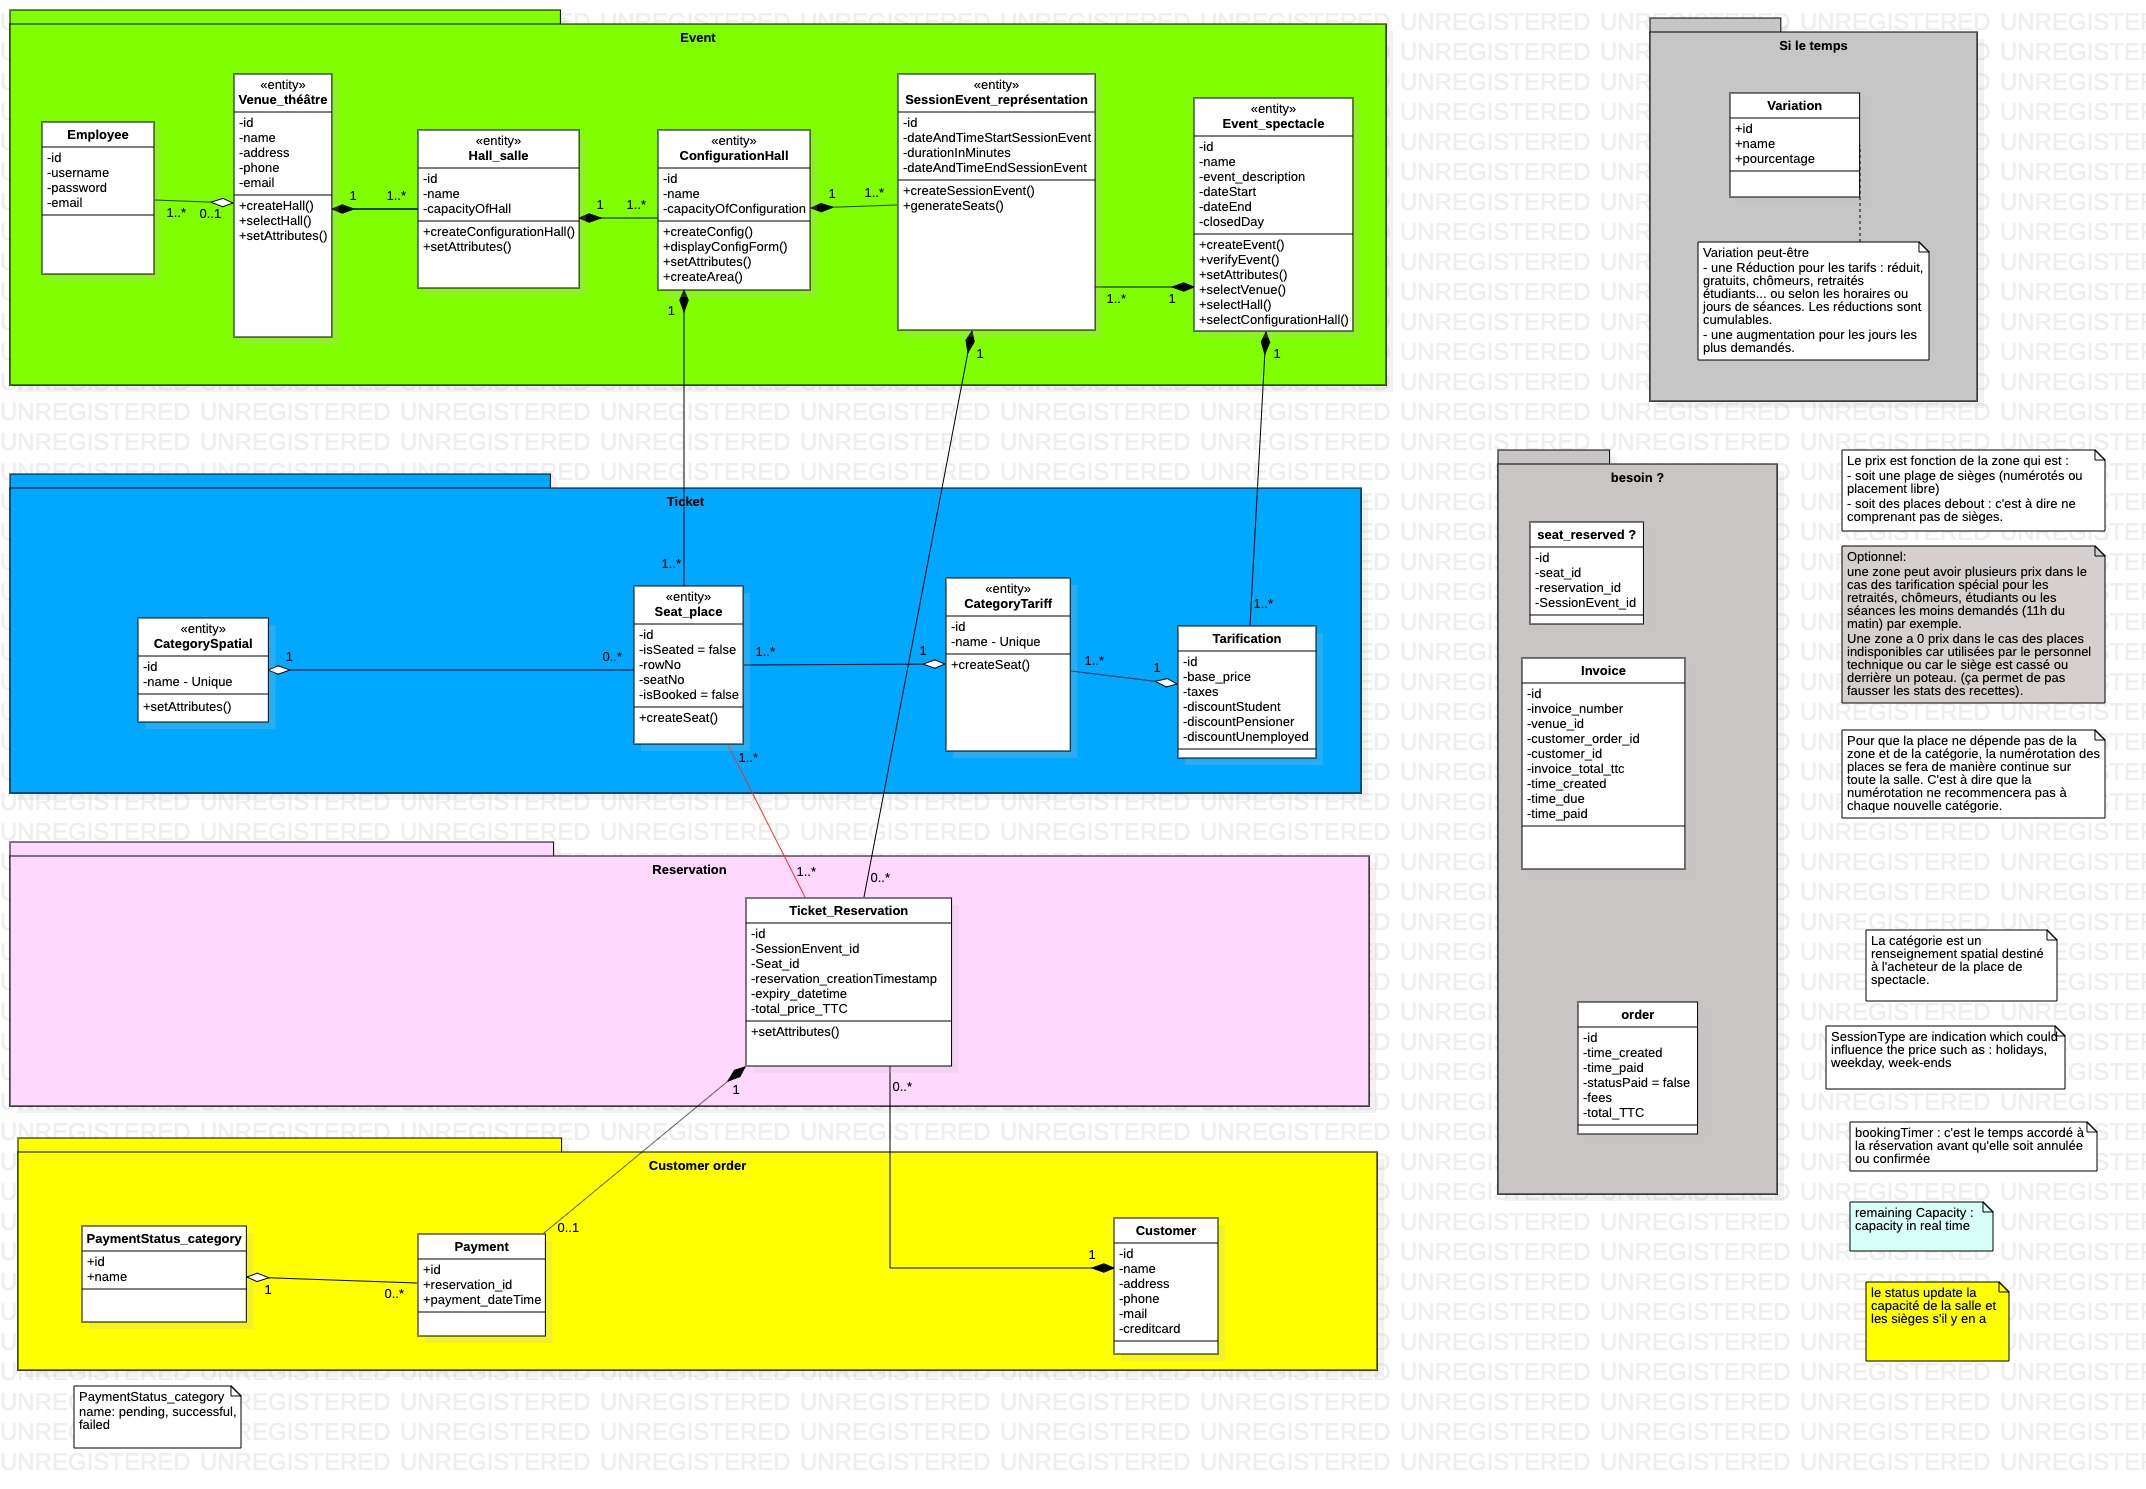 Event
Employee
-id
-username
-password
-email
1..*
0..1
«entity»
Venue_théâtre
-id
-name
-address
-phone
-email
+createHall()
+selectHall()
+setAttributes()
1
1..*
«entity»
Hall_salle
-id
-name
-capacityOfHall
+createConfigurationHall()
+setAttributes()
1
1..*
«entity»
ConfigurationHall
-id
-name
-capacityOfConfiguration
+createConfig()
+displayConfigForm()
+setAttributes()
+createArea()
1
1..*
1
«entity»
SessionEvent_représentation
-id
-dateAndTimeStartSessionEvent
-durationInMinutes
-dateAndTimeEndSessionEvent
+createSessionEvent()
+generateSeats()
1..*
1
1
«entity»
Event_spectacle
-id
-name
-event_description
-dateStart
-dateEnd
-closedDay
+createEvent()
+verifyEvent()
+setAttributes()
+selectVenue()
+selectHall()
+selectConfigurationHall()
1
Si le temps
Variation
+id
+name
+pourcentage
Variation peut-être
- une Réduction pour les tarifs : réduit,
gratuits, chômeurs, retraités
étudiants... ou selon les horaires ou
jours de séances. Les réductions sont
cumulables.
- une augmentation pour les jours les
plus demandés.
Ticket
«entity»
CategorySpatial
-id
-name - Unique
+setAttributes()
1
0..*
1..*
«entity»
Seat_place
-id
-isSeated = false
-rowNo
-seatNo
-isBooked = false
+createSeat()
1..*
1
1..*
«entity»
CategoryTariff
-id
-name - Unique
+createSeat()
1..*
1
1..*
Tarification
-id
-base_price
-taxes
-discountStudent
-discountPensioner
-discountUnemployed
besoin ?
seat_reserved ?
-id
-seat_id
-reservation_id
-SessionEvent_id
Invoice
-id
-invoice_number
-venue_id
-customer_order_id
-customer_id
-invoice_total_ttc
-time_created
-time_due
-time_paid
order
-id
-time_created
-time_paid
-statusPaid = false
-fees
-total_TTC
Le prix est fonction de la zone qui est :
- soit une plage de sièges (numérotés ou
placement libre)
- soit des places debout : c'est à dire ne
comprenant pas de sièges.
Optionnel:
une zone peut avoir plusieurs prix dans le
cas des tarification spécial pour les
retraités, chômeurs, étudiants ou les
séances les moins demandés (11h du
matin) par exemple.
Une zone a 0 prix dans le cas des places
indisponibles car utilisées par le personnel
technique ou car le siège est cassé ou
derrière un poteau. (ça permet de pas
fausser les stats des recettes).
Pour que la place ne dépende pas de la
zone et de la catégorie, la numérotation des
places se fera de manière continue sur
toute la salle. C'est à dire que la
numérotation ne recommencera pas à
chaque nouvelle catégorie.
La catégorie est un
renseignement spatial destiné
à l'acheteur de la place de
spectacle.
SessionType are indication which could
influence the price such as : holidays,
weekday, week-ends
bookingTimer : c'est le temps accordé à
la réservation avant qu'elle soit annulée
ou confirmée
remaining Capacity :
capacity in real time
le status update la
capacité de la salle et
les sièges s'il y en a
Reservation
1..*
0..*
Ticket_Reservation
-id
-SessionEnvent_id
-Seat_id
-reservation_creationTimestamp
-expiry_datetime
-total_price_TTC
+setAttributes()
1
0..*
Customer order
PaymentStatus_category
+id
+name
1
0..*
0..1
Payment
+id
+reservation_id
+payment_dateTime
1
Customer
-id
-name
-address
-phone
-mail
-creditcard
PaymentStatus_category
name: pending, successful,
failed
UNREGISTERED